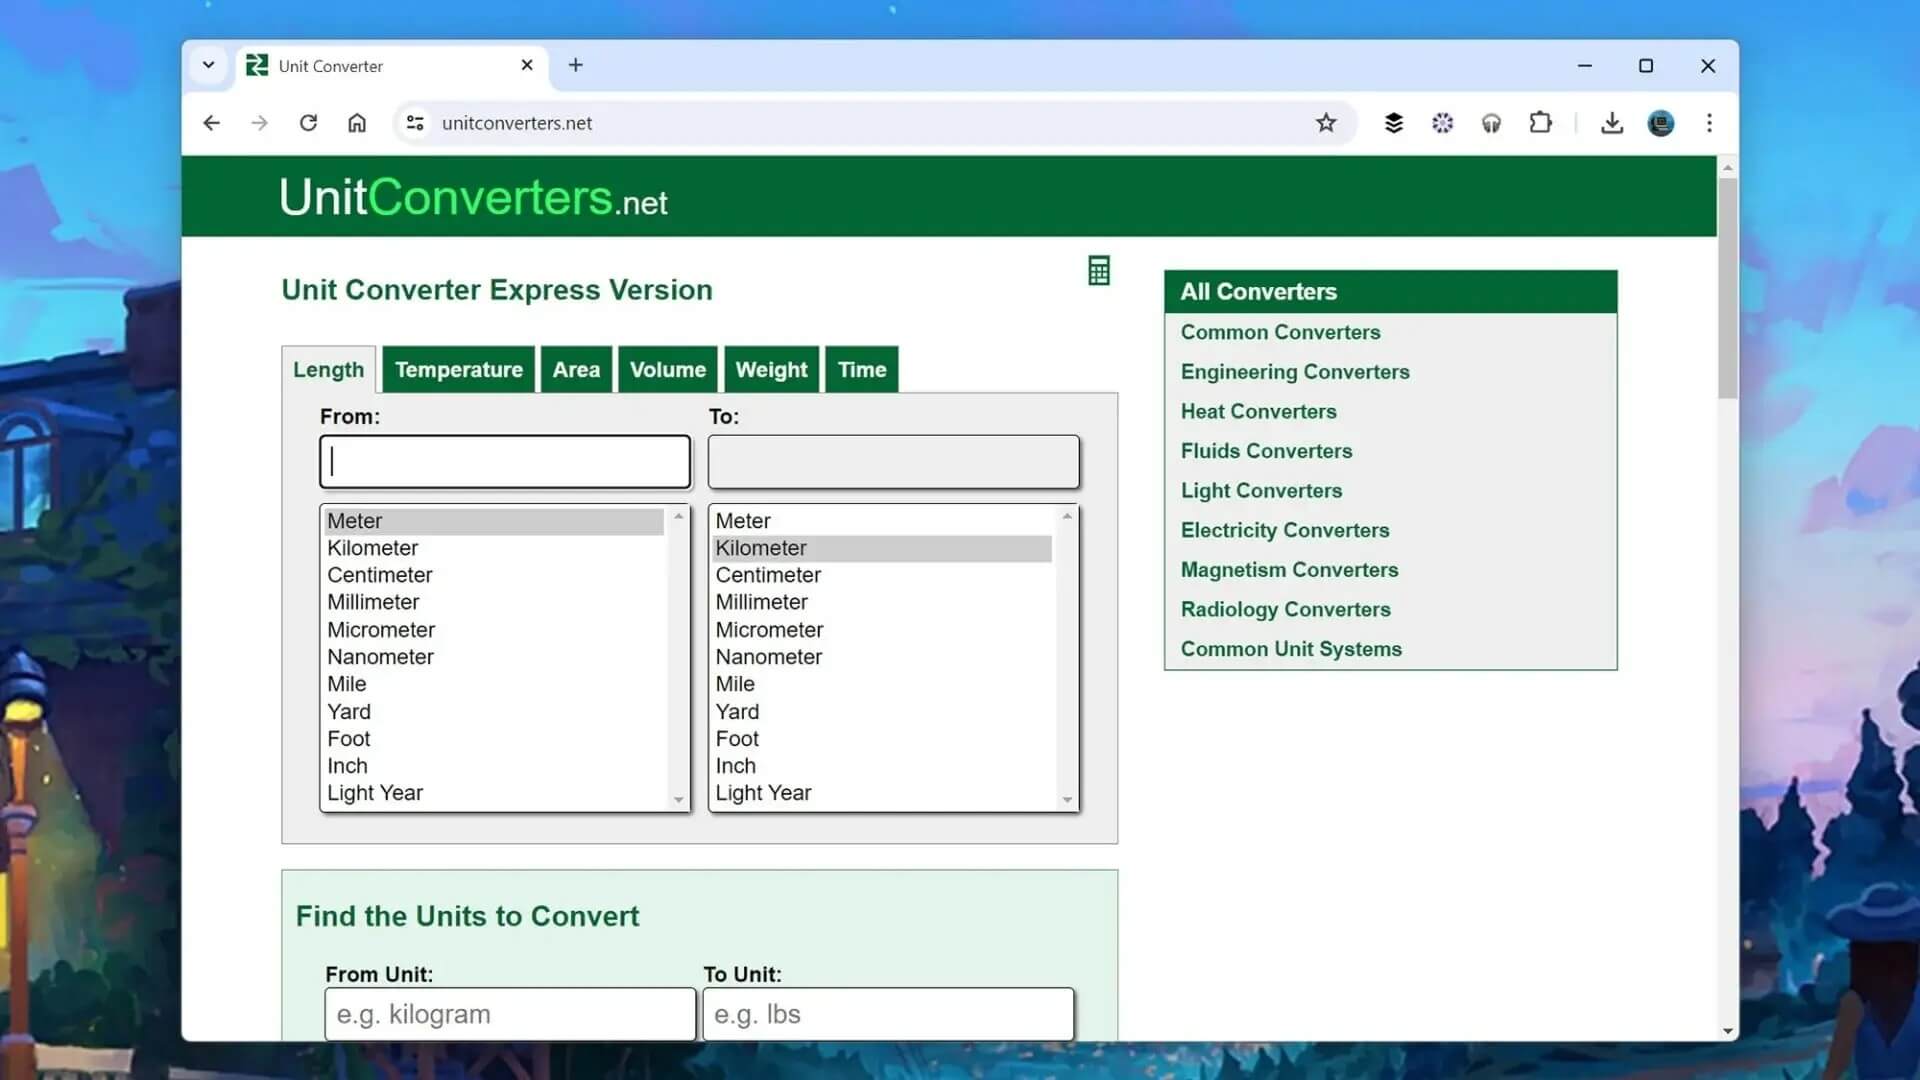 Unit Converter
unitconverters.net
UnitConverters.net
Unit Converter Express Version
Length Temperature Area Volume Weight Time
From: To:
Meter Meter
Kilometer Kilometer
Centimeter Centimeter
Millimeter Millimeter
Micrometer Micrometer
Nanometer Nanometer
Mile Mile
Yard Yard
Foot Foot
Inch Inch
Light Year Light Year
Find the Units to Convert
From Unit: To Unit:
e.g. kilogram e.g. lbs
All Converters
Common Converters
Engineering Converters
Heat Converters
Fluids Converters
Light Converters
Electricity Converters
Magnetism Converters
Radiology Converters
Common Unit Systems